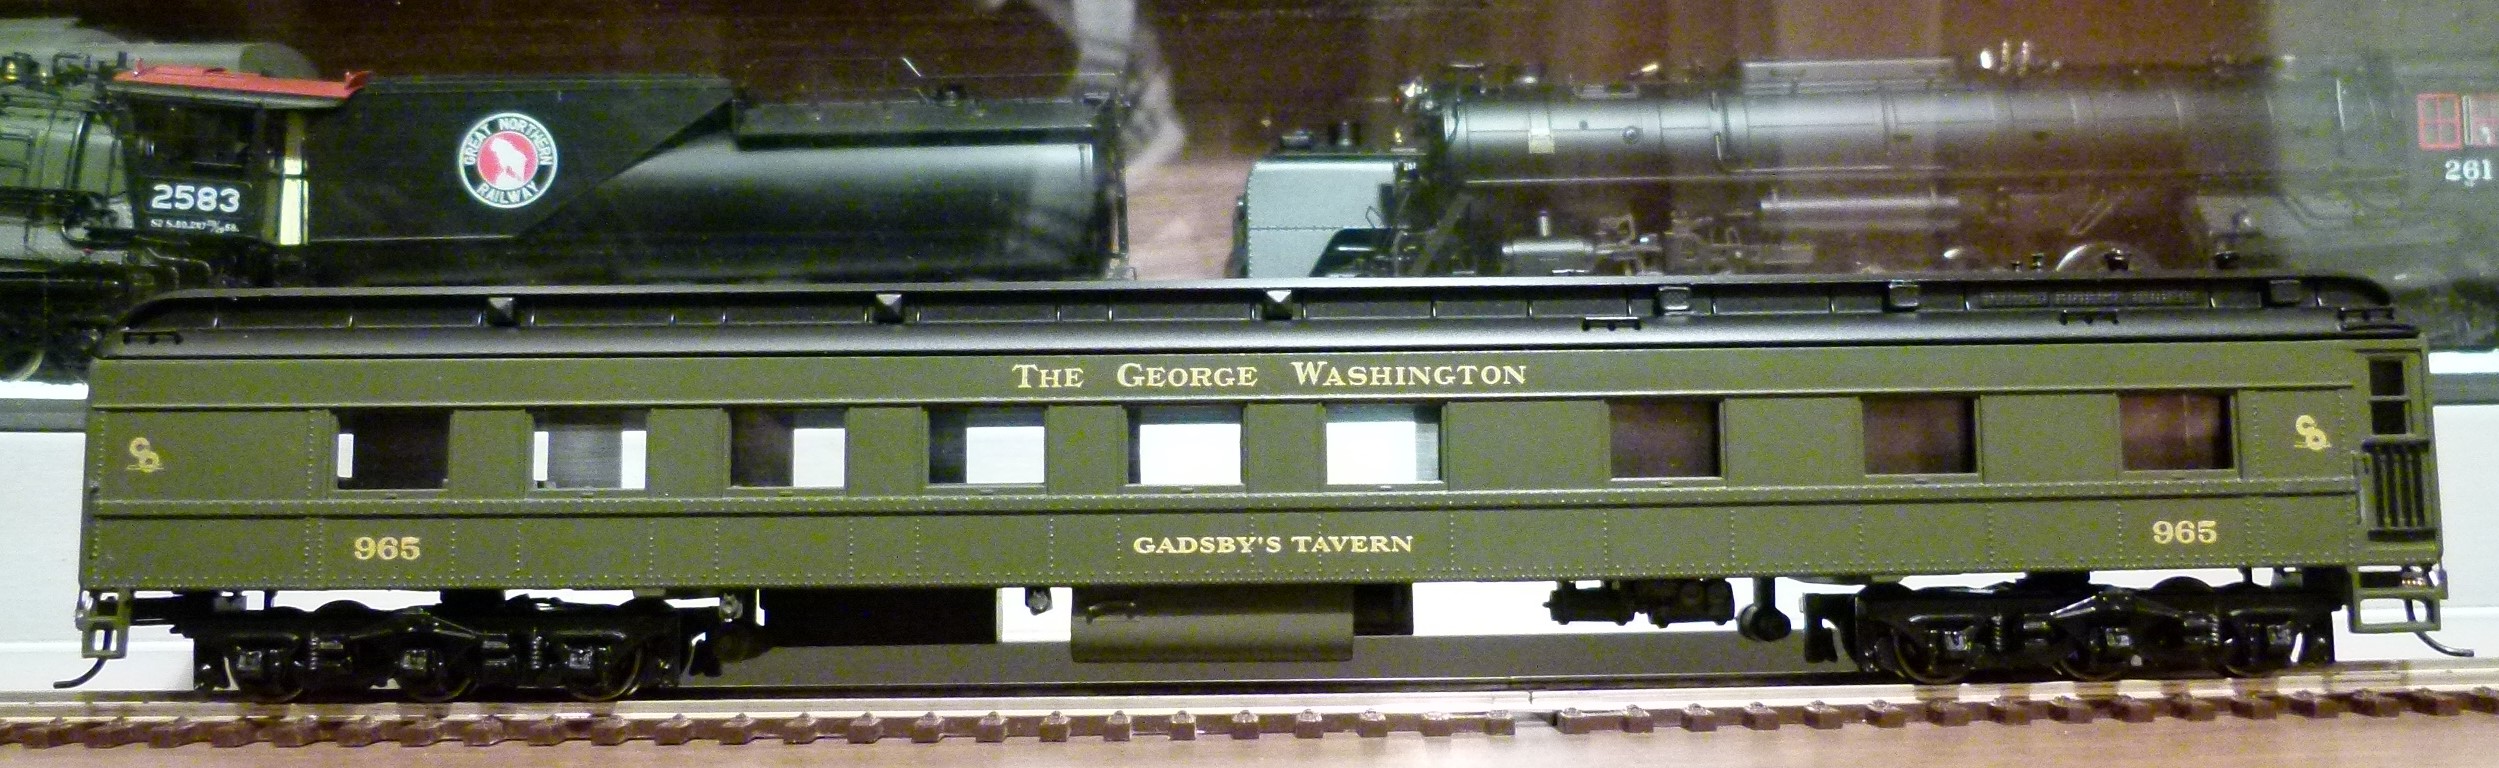 GREAT NORTHERN
RAILWAY
2583
261
THE GEORGE WASHINGTON
965
GADSBY'S TAVERN
965